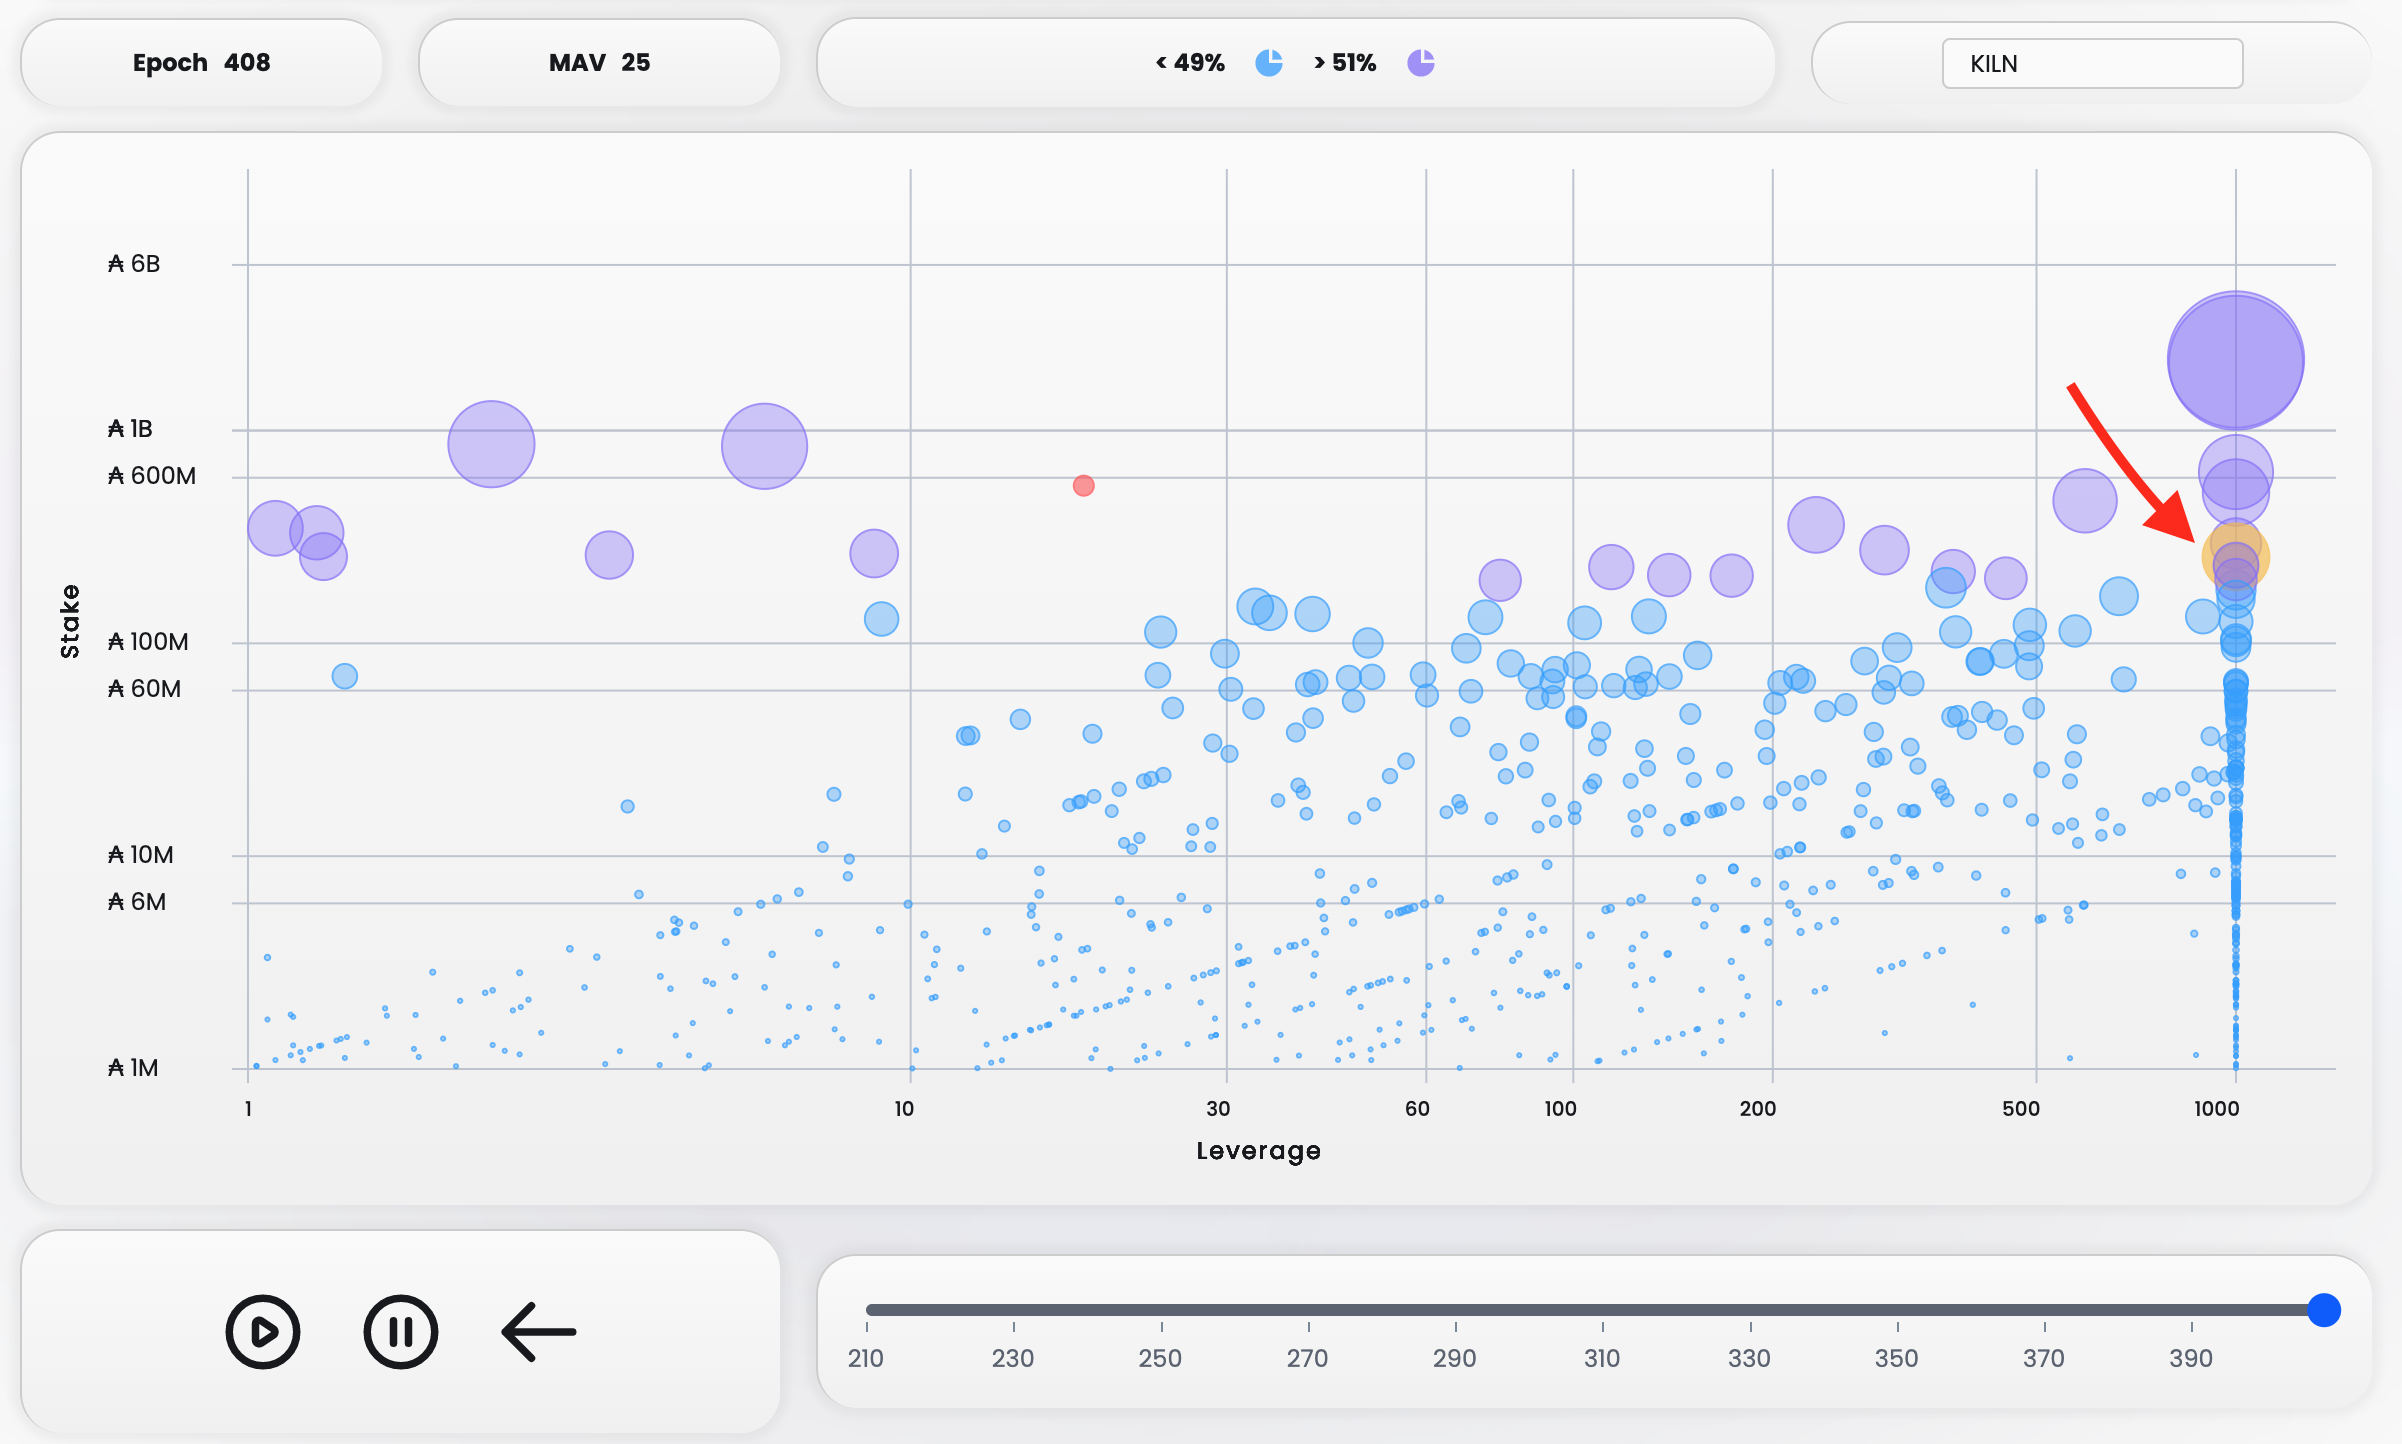 Epoch 408
MAV 25
< 49% > 51%
KILN
₳ 6B
₳ 1B
₳ 600M
₳ 100M
₳ 60M
₳ 10M
₳ 6M
₳ 1M
Stake
1 10 30 60 100 200 500 1000
Leverage
210 230 250 270 290 310 330 350 370 390